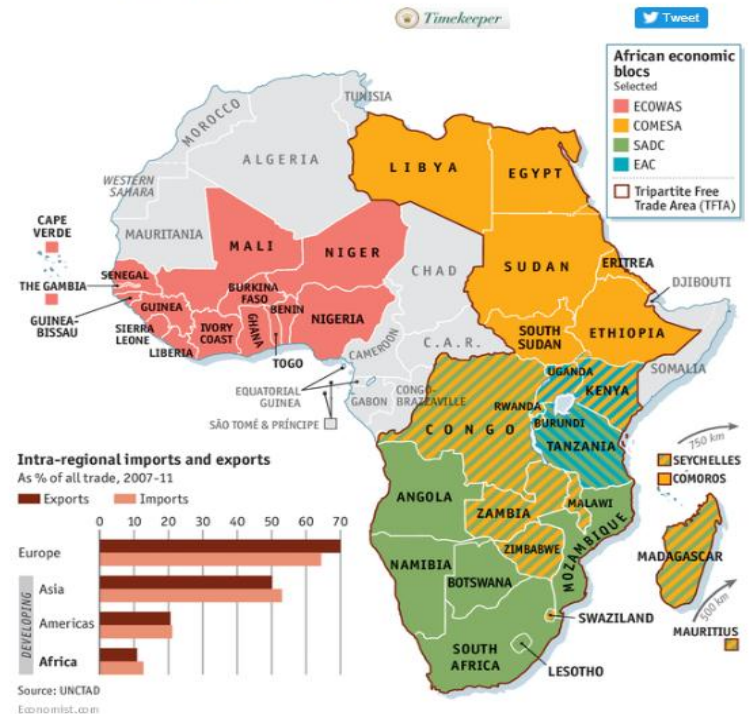 Timekeeper
Tweet
African economic
blocs
Selected
ECOWAS
COMESA
SADC
EAC
Tripartite Free
Trade Area (TFTA)
TUNISIA
MOROCCO
ALGERIA
LIBYA
EGYPT
WESTERN
SAHARA
MAURITANIA
CAPE
VERDE
MALI
NIGER
CHAD
SUDAN
ERITREA
DJIBOUTI
SENEGAL
THE GAMBIA
GUINEA-
BISSAU
GUINEA
BURKINA
FASO
BENIN
NIGERIA
SIERRA
LEONE
IVORY
COAST
GHANA
LIBERIA
TOGO
CAMEROON
C.A.R.
SOUTH
SUDAN
ETHIOPIA
SOMALIA
EQUATORIAL
GUINEA
GABON
CONGO-
BRAZZAVILLE
SÃO TOMÉ & PRÍNCIPE
UGANDA
KENYA
RWANDA
BURUNDI
CONGO
TANZANIA
750 km
SEYCHELLES
COMOROS
ANGOLA
ZAMBIA
MALAWI
MOZAMBIQUE
ZIMBABWE
NAMIBIA
BOTSWANA
MADAGASCAR
500 km
MAURITIUS
SWAZILAND
SOUTH
AFRICA
LESOTHO
Intra-regional imports and exports
As % of all trade, 2007-11
Exports Imports
0 10 20 30 40 50 60 70
Europe
DEVELOPING
Asia
Americas
Africa
Source: UNCTAD
Economist.com